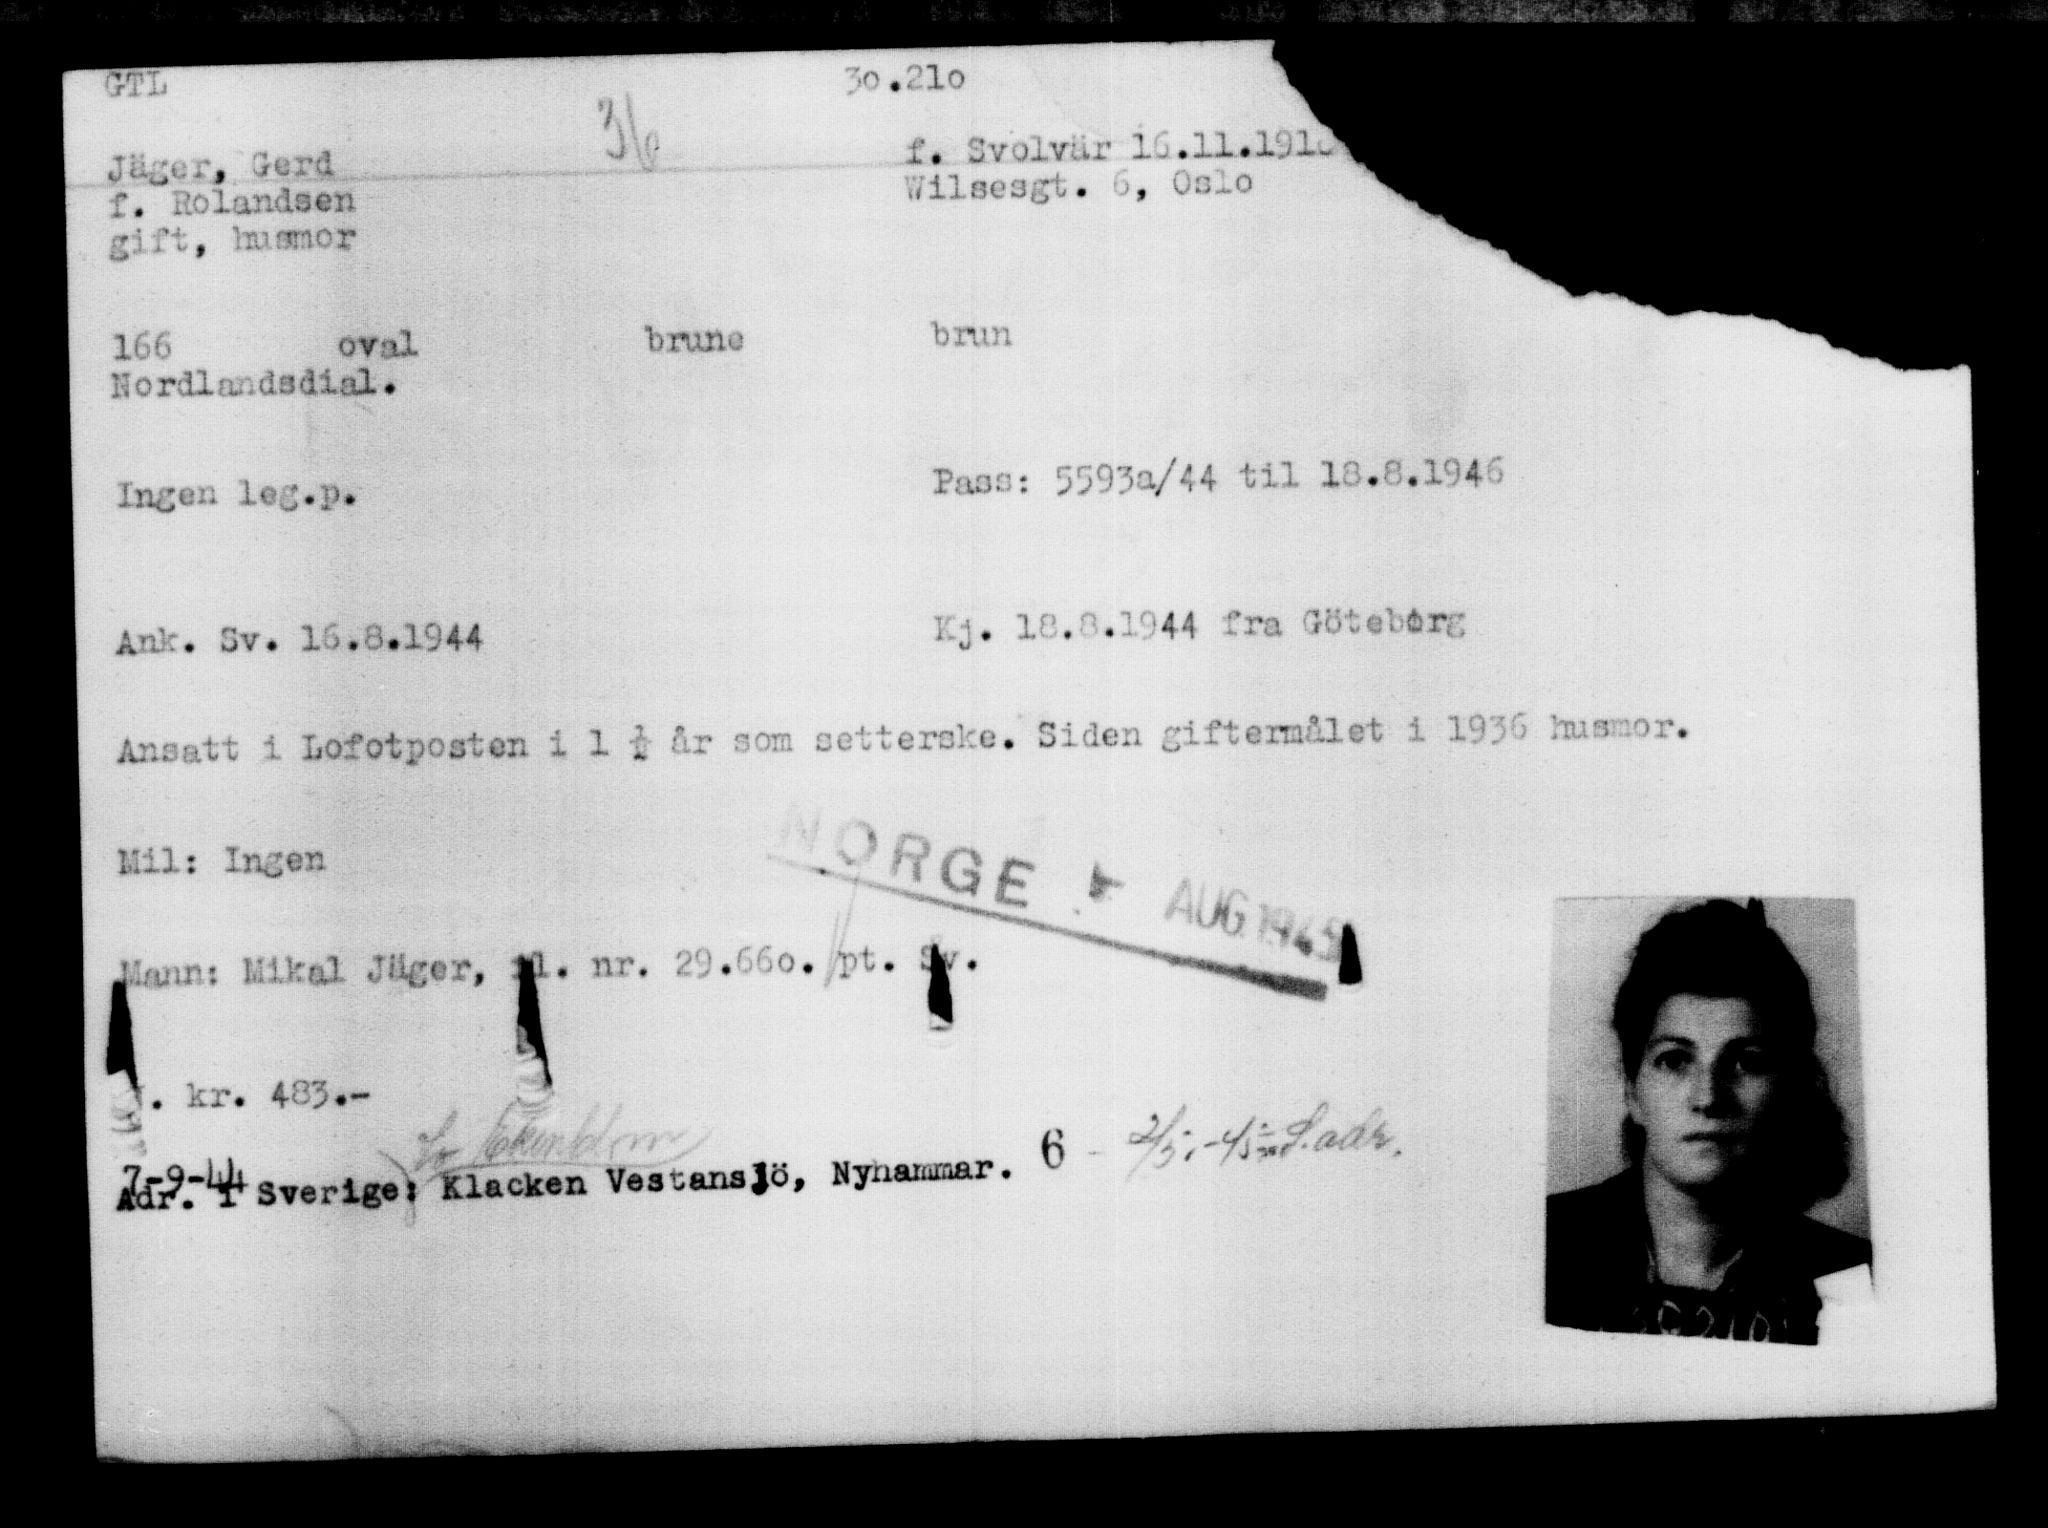 GTL 30.210
36
Jäger, Gerd f. Svolvär 16.11.191
f. Rolandsen Wilsesgt. 6, Oslo
gift, husmor
166 oval brune brun
Nordlandsdial.
Ingen leg.p. Pass: 5593a/44 til 18.8.1946
Ank. Sv. 16.8.1944 Kj. 18.8.1944 fra Göteborg
Ansatt i Lofotposten i 1 ½ år som setterske. Siden giftermålet i 1936 husmor.
Mil: Ingen
NORGE AUG 1945
Mann: Mikal Jäger, fl. nr. 29.660. pt. Sv.
. kr. 483.-
7-9-44
Adr. i Sverige: Klacken Vestansjö, Nyhammar. 6
30210